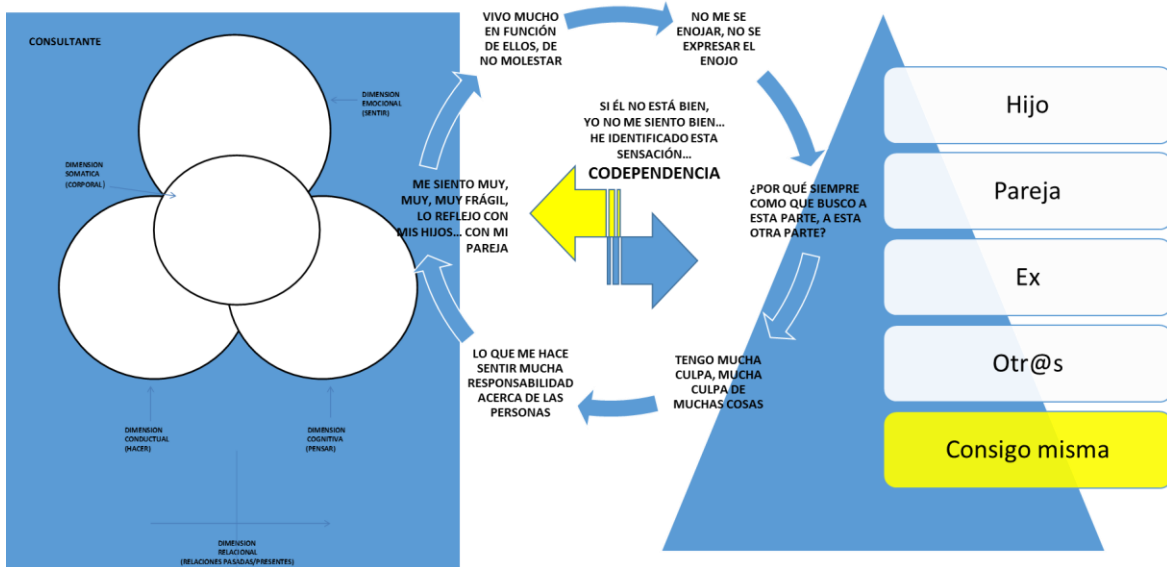 CONSULTANTE
DIMENSION
EMOCIONAL
(SENTIR)
DIMENSION
SOMATICA
(CORPORAL)
DIMENSION
CONDUCTUAL
(HACER)
DIMENSION
COGNITIVA
(PENSAR)
DIMENSION
RELACIONAL
(RELACIONES PASADAS/PRESENTES)
VIVO MUCHO
EN FUNCIÓN
DE ELLOS, DE
NO MOLESTAR
NO ME SE
ENOJAR, NO SE
EXPRESAR EL
ENOJO
SI ÉL NO ESTÁ BIEN,
YO NO ME SIENTO BIEN…
HE IDENTIFICADO ESTA
SENSACIÓN…
CODEPENDENCIA
ME SIENTO MUY,
MUY, MUY FRÁGIL,
LO REFLEJO CON
MIS HIJOS… CON MI
PAREJA
¿POR QUÉ SIEMPRE
COMO QUE BUSCO A
ESTA PARTE, A ESTA
OTRA PARTE?
LO QUE ME HACE
SENTIR MUCHA
RESPONSABILIDAD
ACERCA DE LAS
PERSONAS
TENGO MUCHA
CULPA, MUCHA
CULPA DE
MUCHAS COSAS
Hijo
Pareja
Ex
Otr@s
Consigo misma